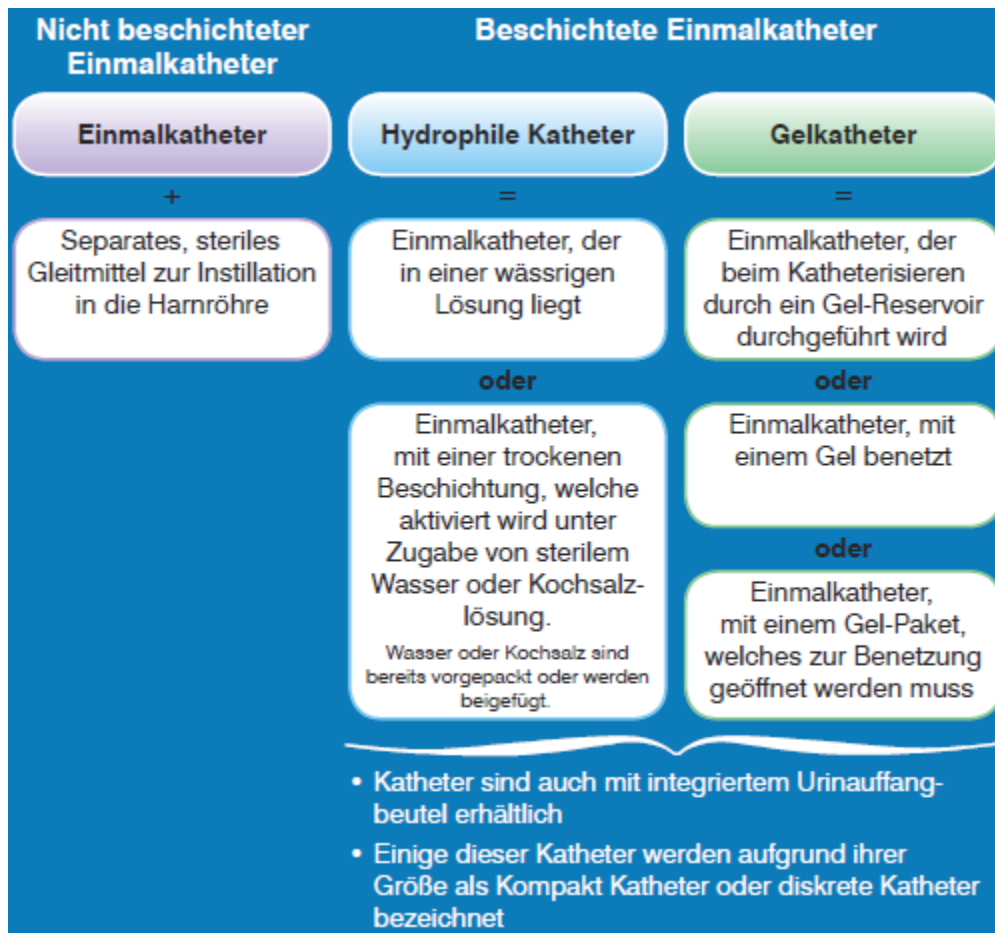 Nicht beschichteter
Einmalkatheter
Einmalkatheter
+
Separates, steriles
Gleitmittel zur Instillation
in die Harnröhre
Beschichtete Einmalkatheter
Hydrophile Katheter
=
Einmalkatheter, der
in einer wässrigen
Lösung liegt
oder
Einmalkatheter,
mit einer trockenen
Beschichtung, welche
aktiviert wird unter
Zugabe von sterilem
Wasser oder Kochsalz-
lösung.
Wasser oder Kochsalz sind
bereits vorgepackt oder werden
beigefügt.
Gelkatheter
=
Einmalkatheter, der
beim Katheterisieren
durch ein Gel-Reservoir
durchgeführt wird
oder
Einmalkatheter, mit
einem Gel benetzt
oder
Einmalkatheter,
mit einem Gel-Paket,
welches zur Benetzung
geöffnet werden muss
• Katheter sind auch mit integriertem Urinauffang-
beutel erhältlich
• Einige dieser Katheter werden aufgrund ihrer
Größe als Kompakt Katheter oder diskrete Katheter
bezeichnet